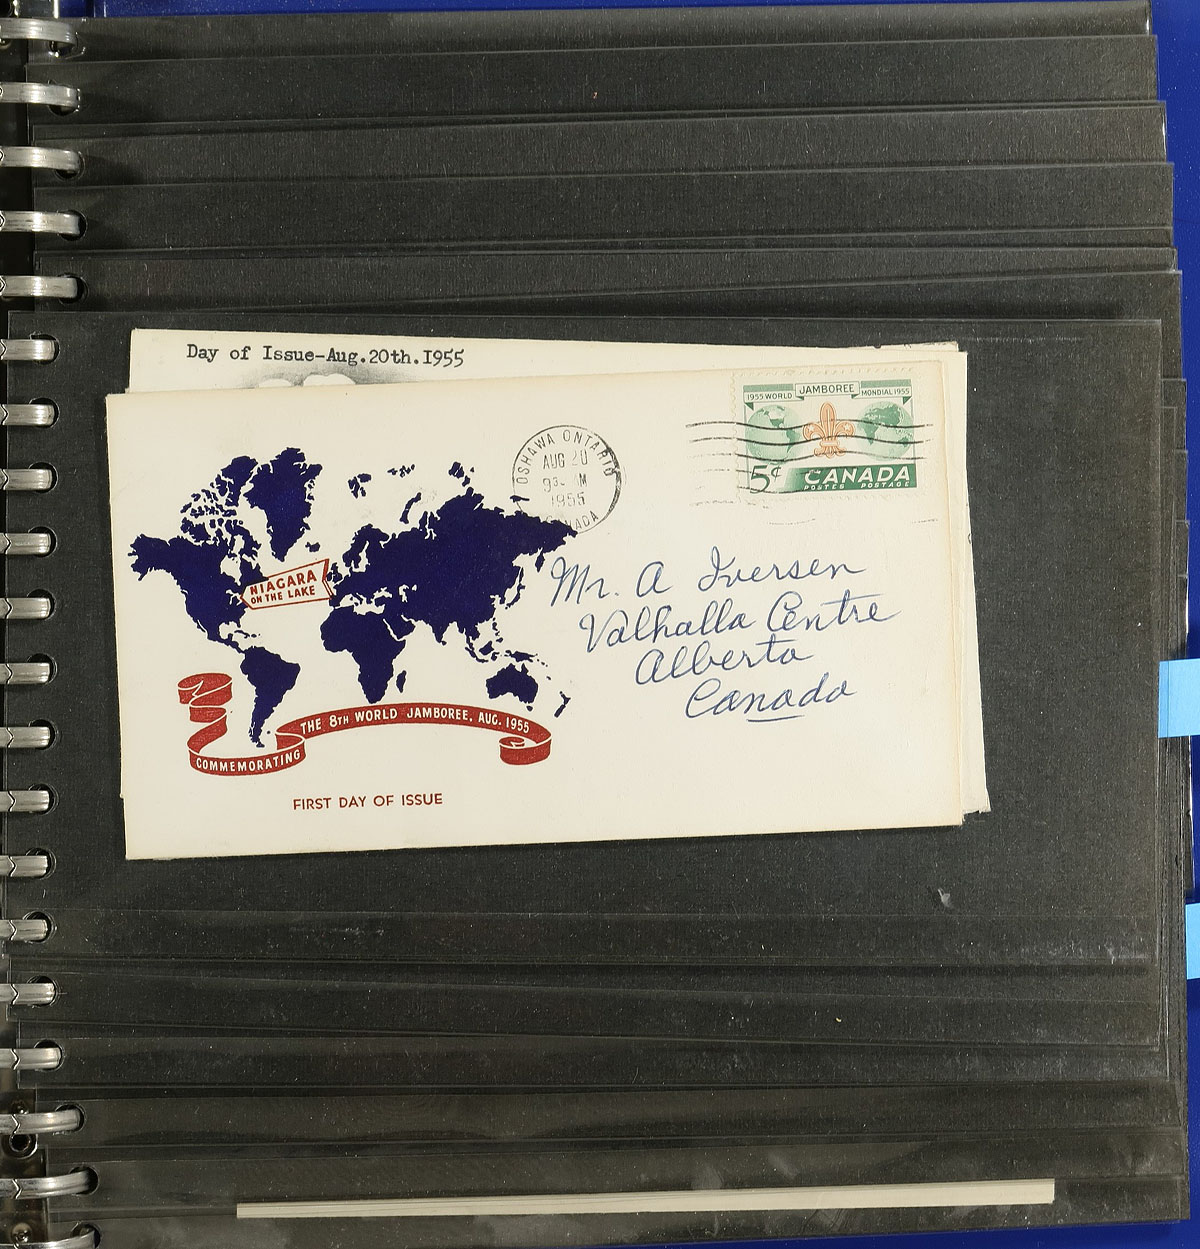 Day of Issue-Aug.20th.1955
1955 WORLD JAMBOREE MONDIAL 1955
5¢ CANADA
POSTES POSTAGE
OSHAWA ONTARIO
AUG 20
AM
1955
CANADA
NIAGARA
ON THE LAKE
Mr. A Iversen
Valhalla Centre
Alberta
Canada
COMMEMORATING THE 8TH WORLD JAMBOREE, AUG. 1955
FIRST DAY OF ISSUE